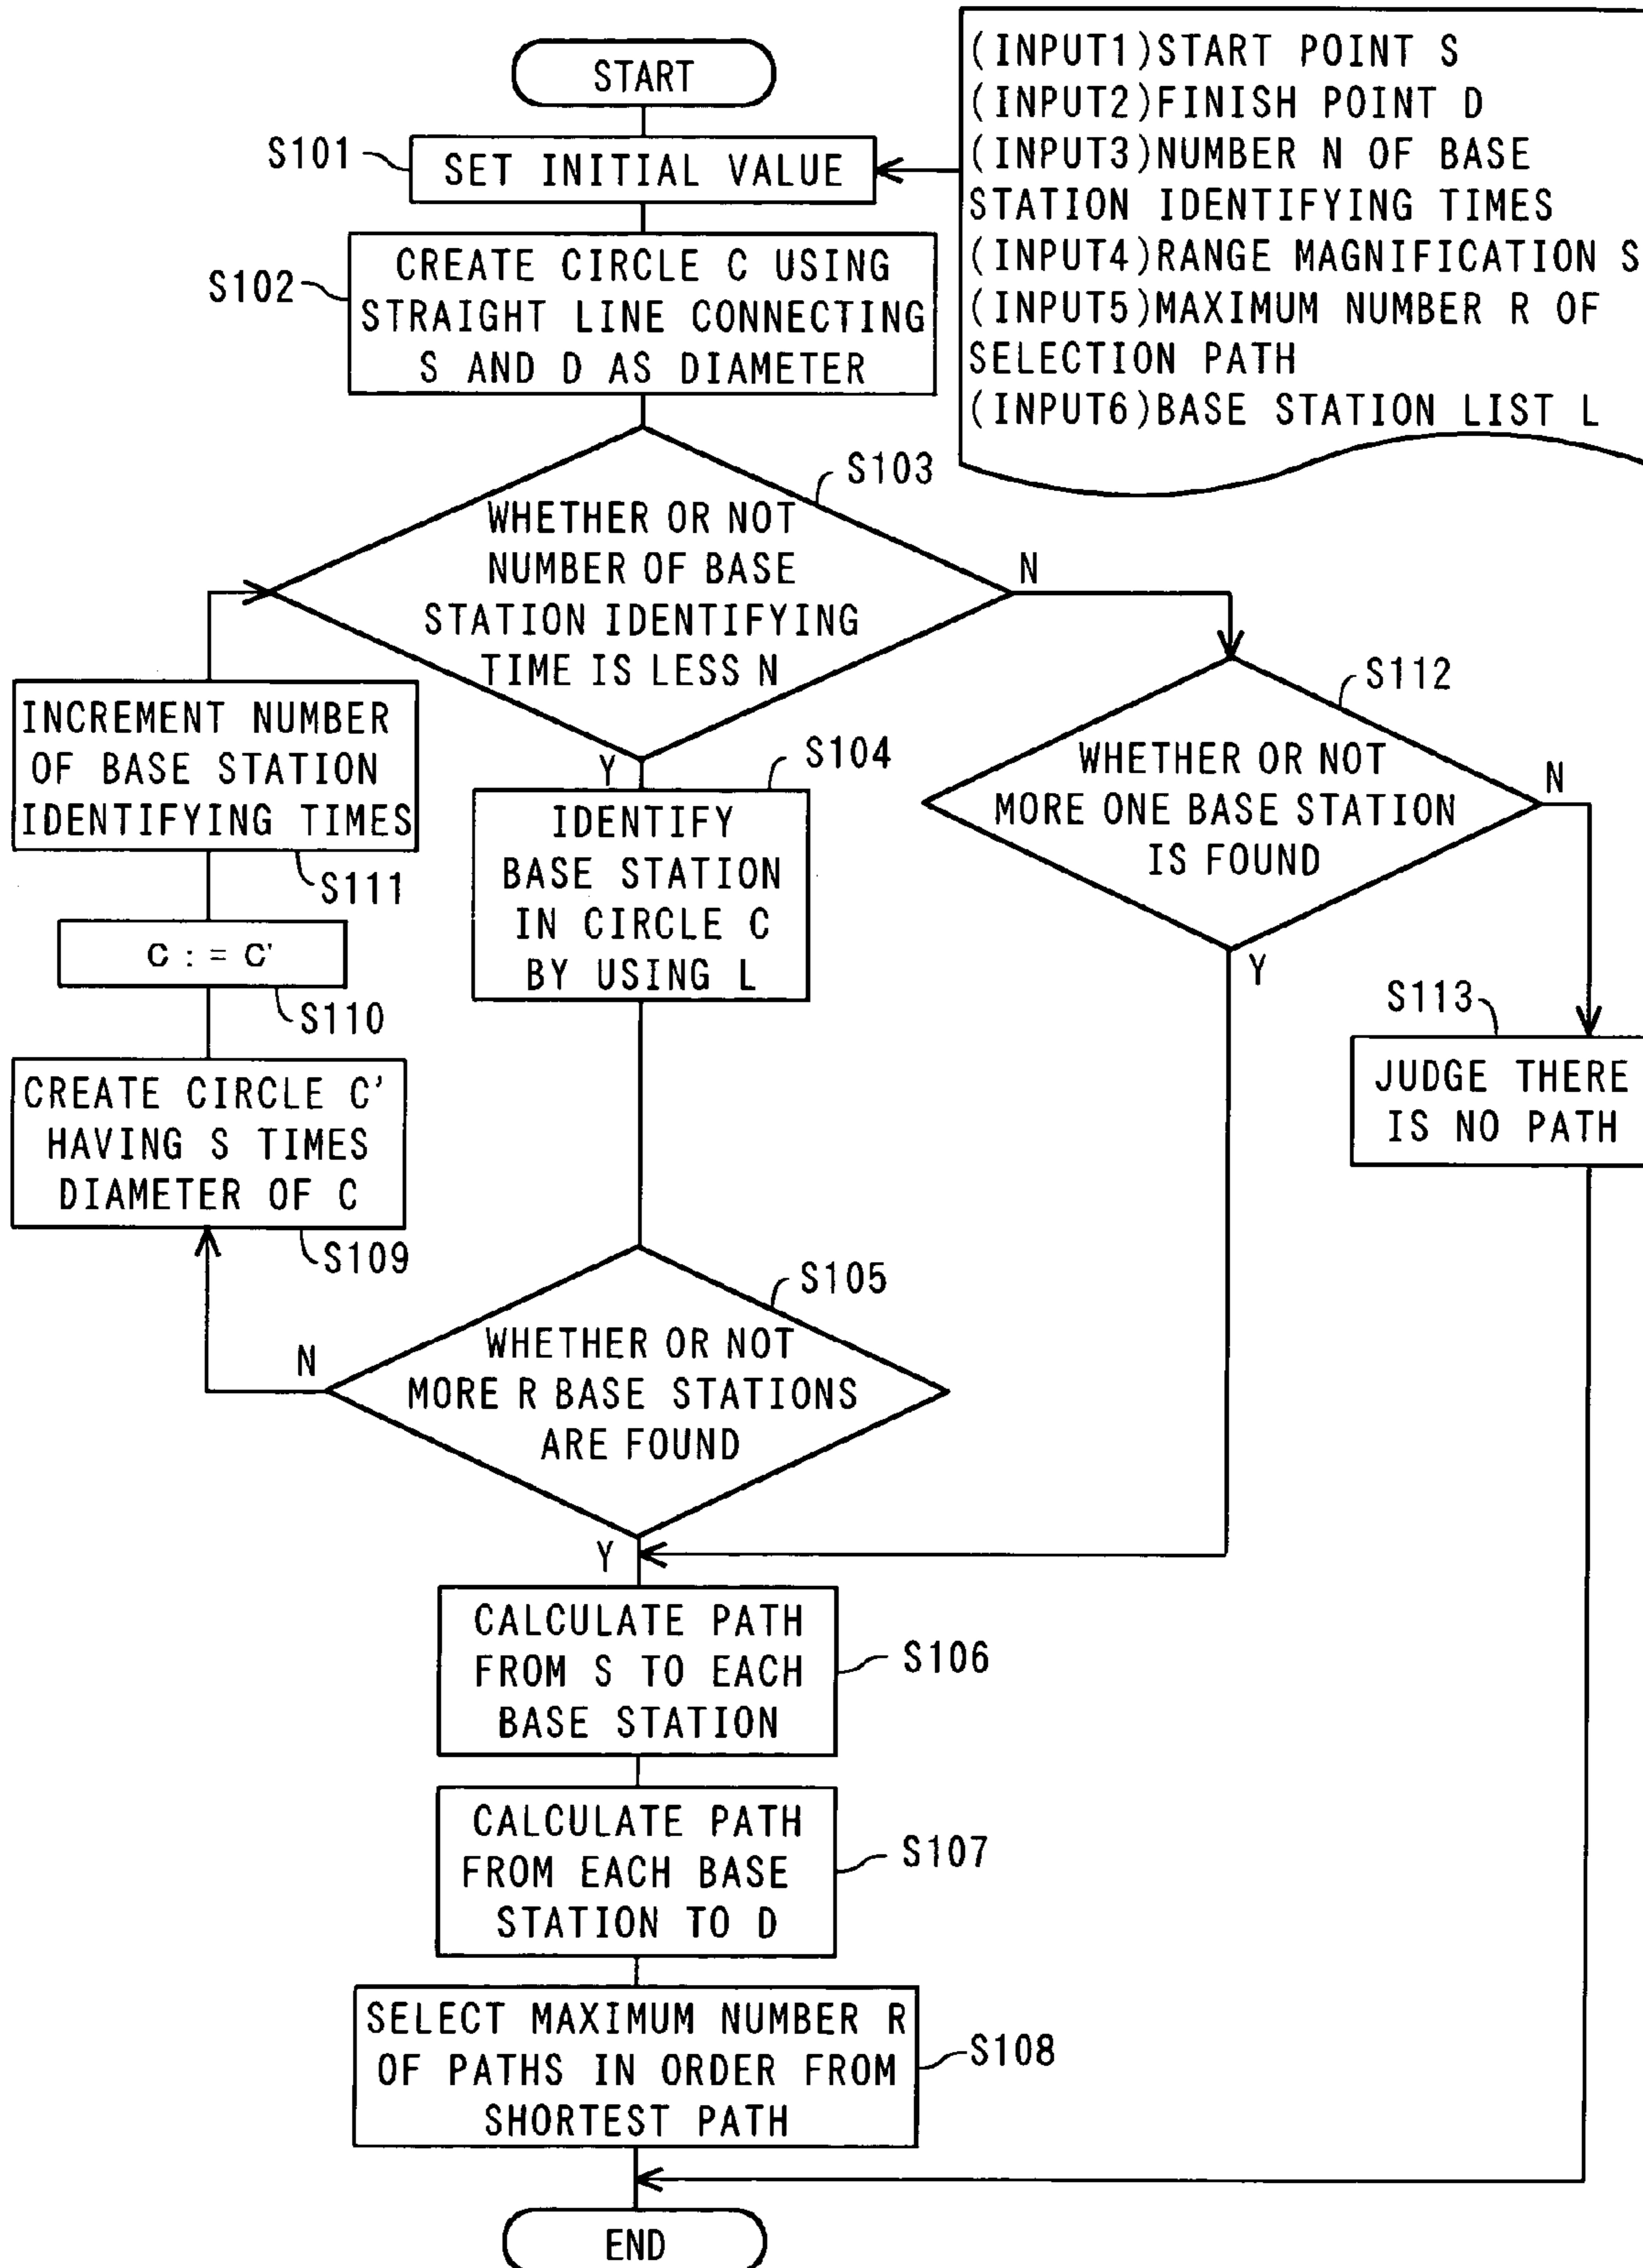 START
S101
SET INITIAL VALUE
(INPUT1)START POINT S
(INPUT2)FINISH POINT D
(INPUT3)NUMBER N OF BASE
STATION IDENTIFYING TIMES
(INPUT4)RANGE MAGNIFICATION S
(INPUT5)MAXIMUM NUMBER R OF
SELECTION PATH
(INPUT6)BASE STATION LIST L
S102
CREATE CIRCLE C USING
STRAIGHT LINE CONNECTING
S AND D AS DIAMETER
S103
WHETHER OR NOT
NUMBER OF BASE
STATION IDENTIFYING
TIME IS LESS N
N
Y
S112
WHETHER OR NOT
MORE ONE BASE STATION
IS FOUND
N
Y
INCREMENT NUMBER
OF BASE STATION
IDENTIFYING TIMES
S111
S104
IDENTIFY
BASE STATION
IN CIRCLE C
BY USING L
C := C'
S110
S113
JUDGE THERE
IS NO PATH
CREATE CIRCLE C'
HAVING S TIMES
DIAMETER OF C
S109
S105
WHETHER OR NOT
MORE R BASE STATIONS
ARE FOUND
N
Y
CALCULATE PATH
FROM S TO EACH
BASE STATION
S106
CALCULATE PATH
FROM EACH BASE
STATION TO D
S107
SELECT MAXIMUM NUMBER R
OF PATHS IN ORDER FROM
SHORTEST PATH
S108
END